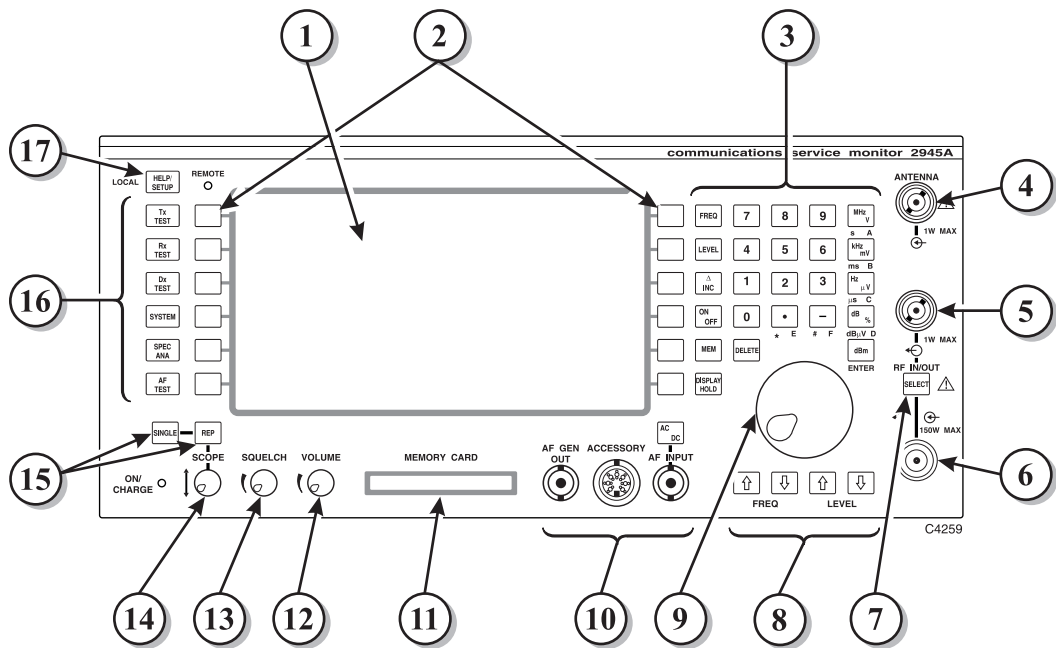 1
2
3
17
communications service monitor 2945A
LOCAL
HELP/
SETUP
REMOTE
ANTENNA
4
1W MAX
Tx
TEST
FREQ
7
8
9
MHz
V
s A
Rx
TEST
LEVEL
4
5
6
kHz
mV
ms B
16
Dx
TEST
Δ
INC
1
2
3
Hz
μV
μs C
5
1W MAX
SYSTEM
ON
OFF
0
•
–
dB
%
* E
# F
dBμV D
SPEC
ANA
MEM
DELETE
dBm
ENTER
RF IN/OUT
AF
TEST
DISPLAY
HOLD
SELECT
150W MAX
15
SINGLE
REP
AC
DC
SCOPE
SQUELCH
VOLUME
MEMORY CARD
AF GEN
OUT
ACCESSORY
AF INPUT
ON/
CHARGE
6
FREQ
LEVEL
C4259
14
13
12
11
10
9
8
7